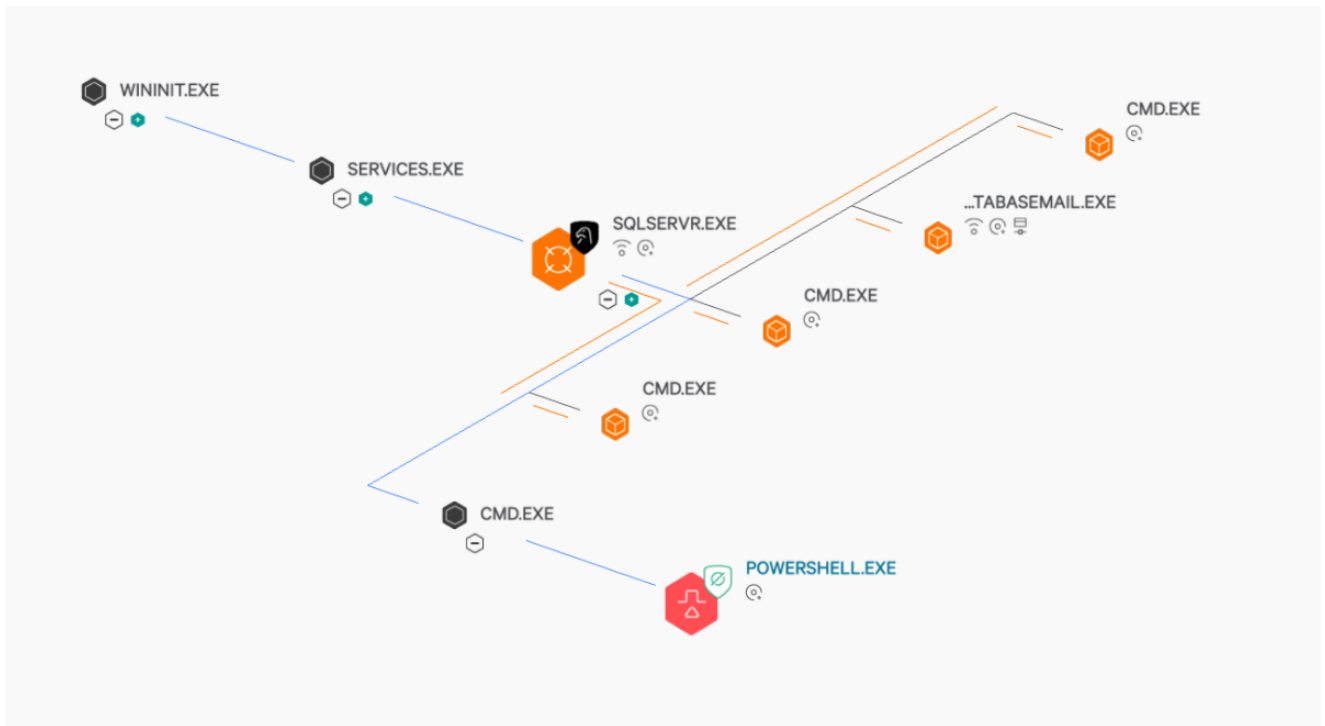 WININIT.EXE
SERVICES.EXE
SQLSERVR.EXE
CMD.EXE
...TABASEMAIL.EXE
CMD.EXE
CMD.EXE
CMD.EXE
POWERSHELL.EXE